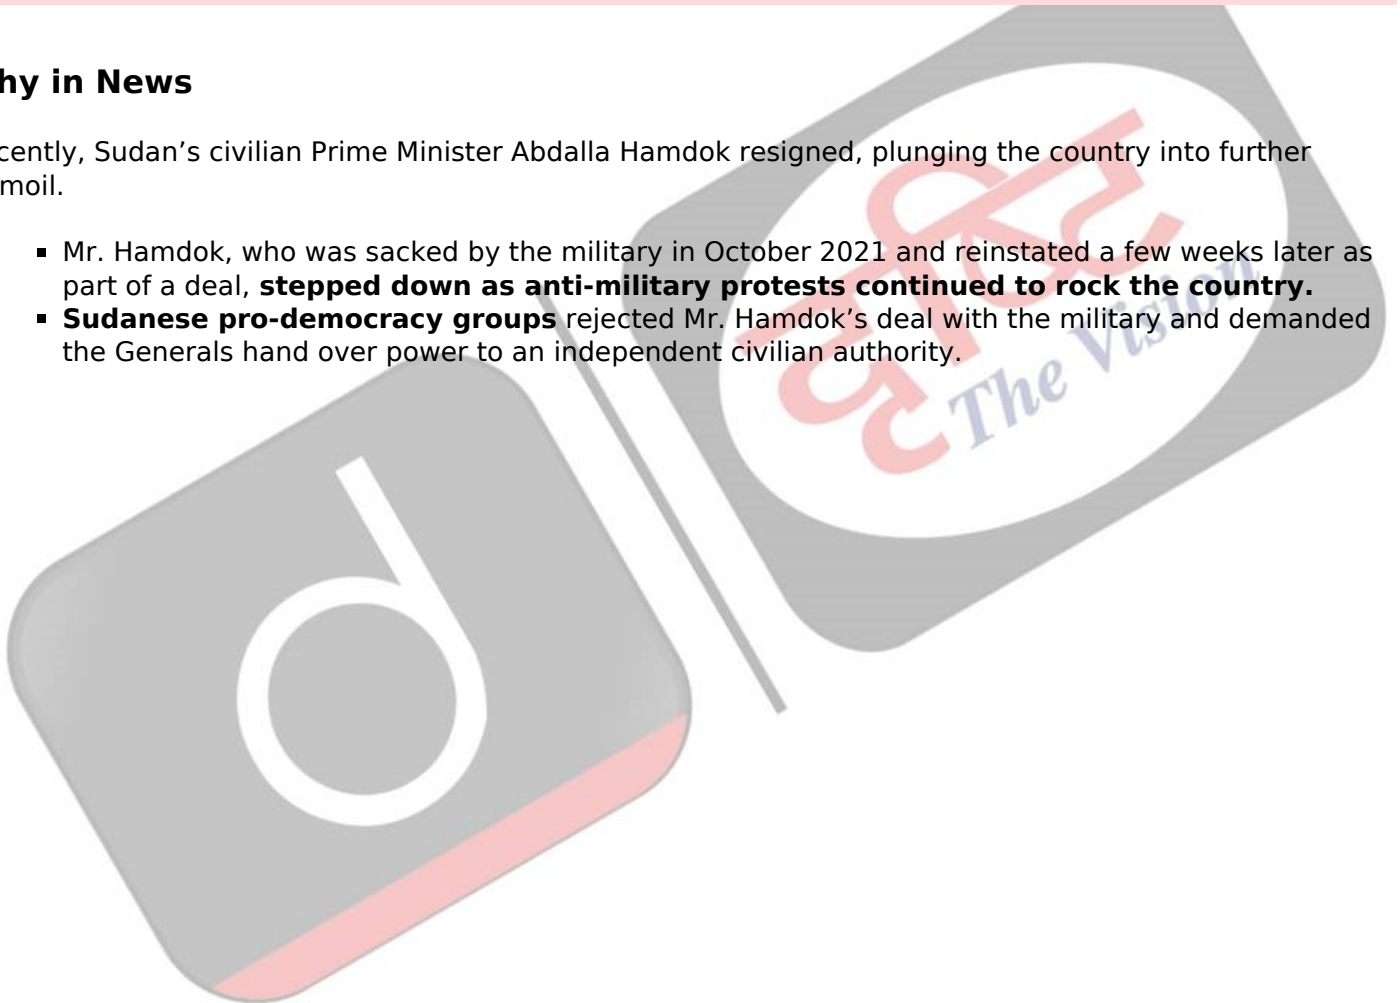 hy in News
cently, Sudan’s civilian Prime Minister Abdalla Hamdok resigned, plunging the country into further
moil.
▪ Mr. Hamdok, who was sacked by the military in October 2021 and reinstated a few weeks later as
part of a deal, stepped down as anti-military protests continued to rock the country.
▪ Sudanese pro-democracy groups rejected Mr. Hamdok’s deal with the military and demanded
the Generals hand over power to an independent civilian authority.
दृष्टि
The Vision
d